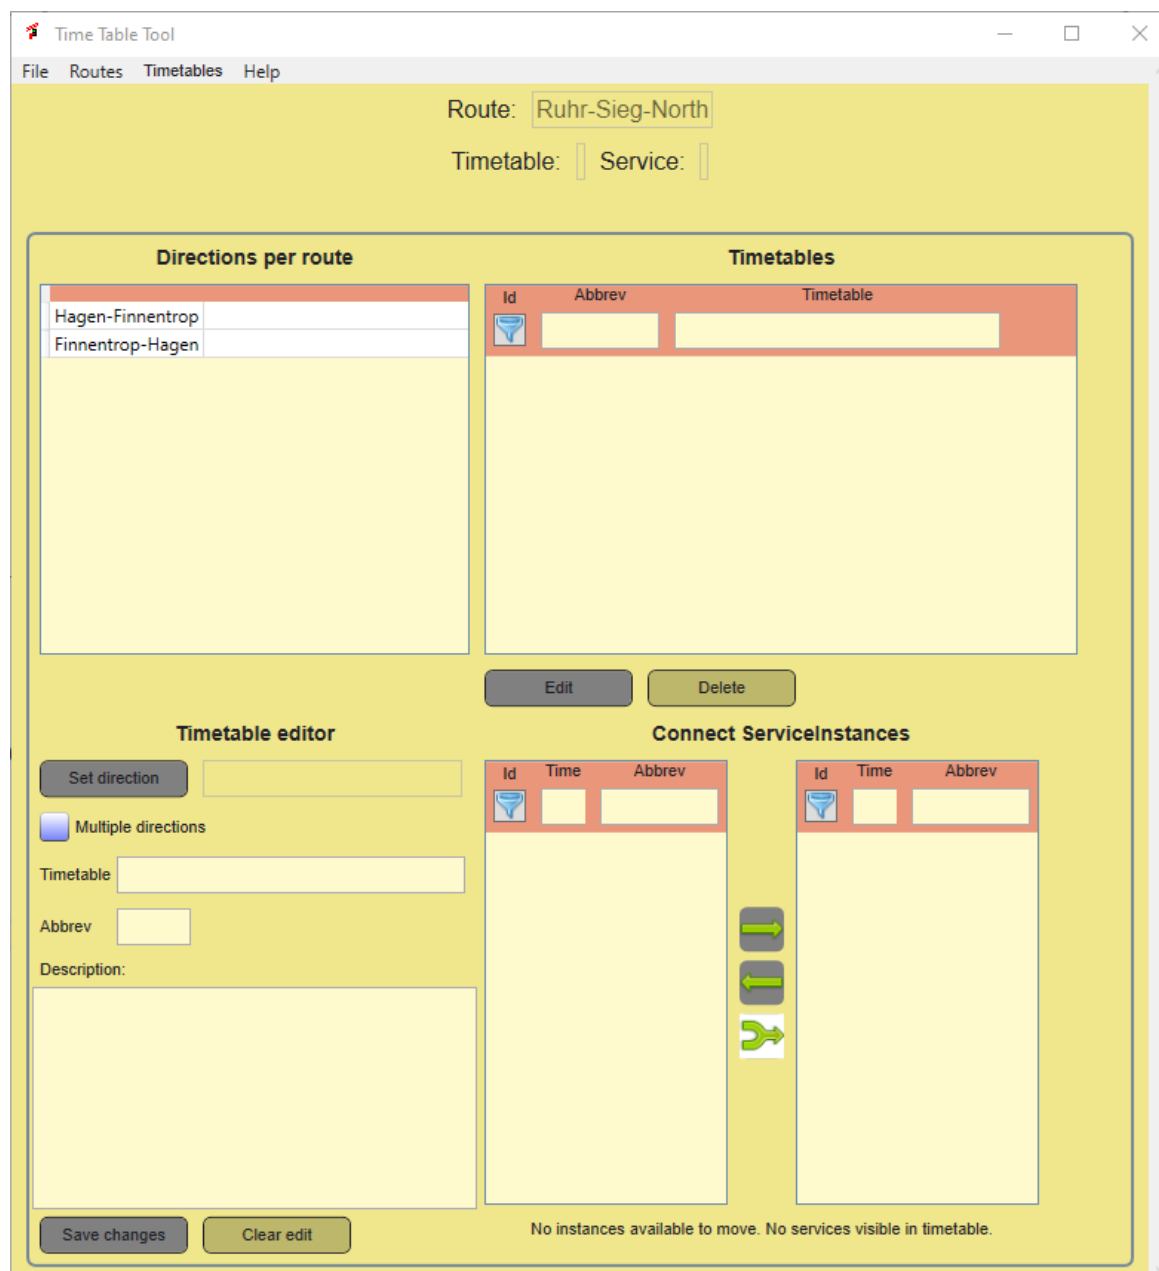 Time Table Tool
File Routes Timetables Help
Route: Ruhr-Sieg-North
Timetable: Service:
Directions per route
Hagen-Finnentrop
Finnentrop-Hagen
Timetables
Id Abbrev Timetable
Edit Delete
Timetable editor
Set direction
Multiple directions
Timetable
Abbrev
Description:
Save changes Clear edit
Connect ServiceInstances
Id Time Abbrev
Id Time Abbrev
No instances available to move. No services visible in timetable.